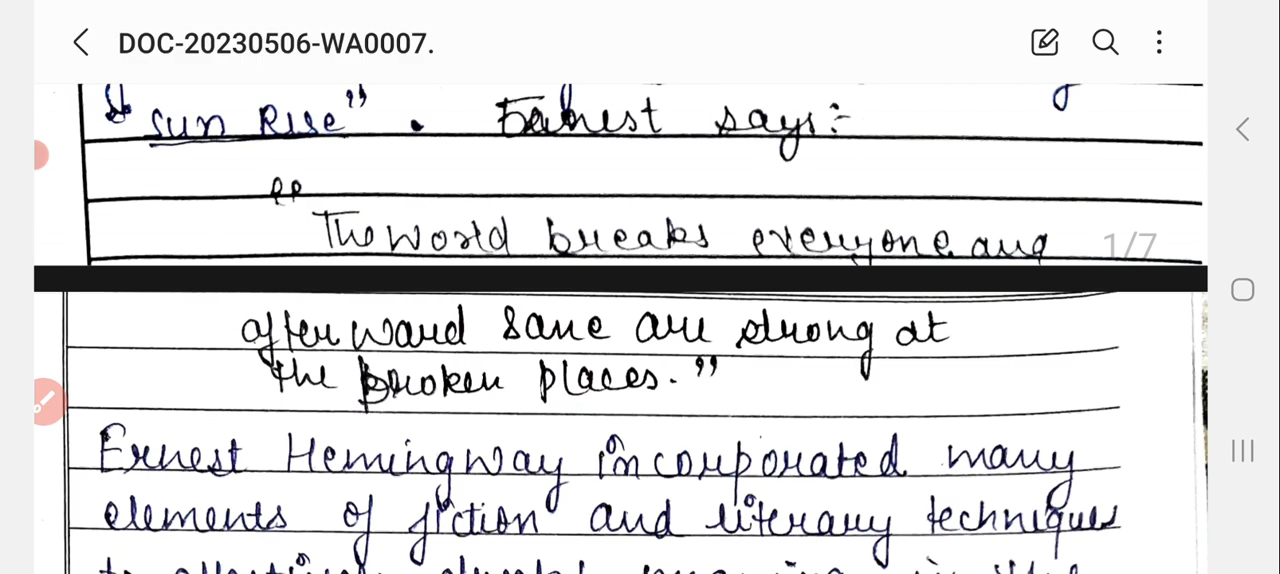 DOC-20230506-WA0007.
Sun Rise". Earnest says:-
"
The world breaks everyone and
1/7
afterward sane are strong at
the broken places."
Ernest Hemingway incorporated many
elements of fiction and literary techniques